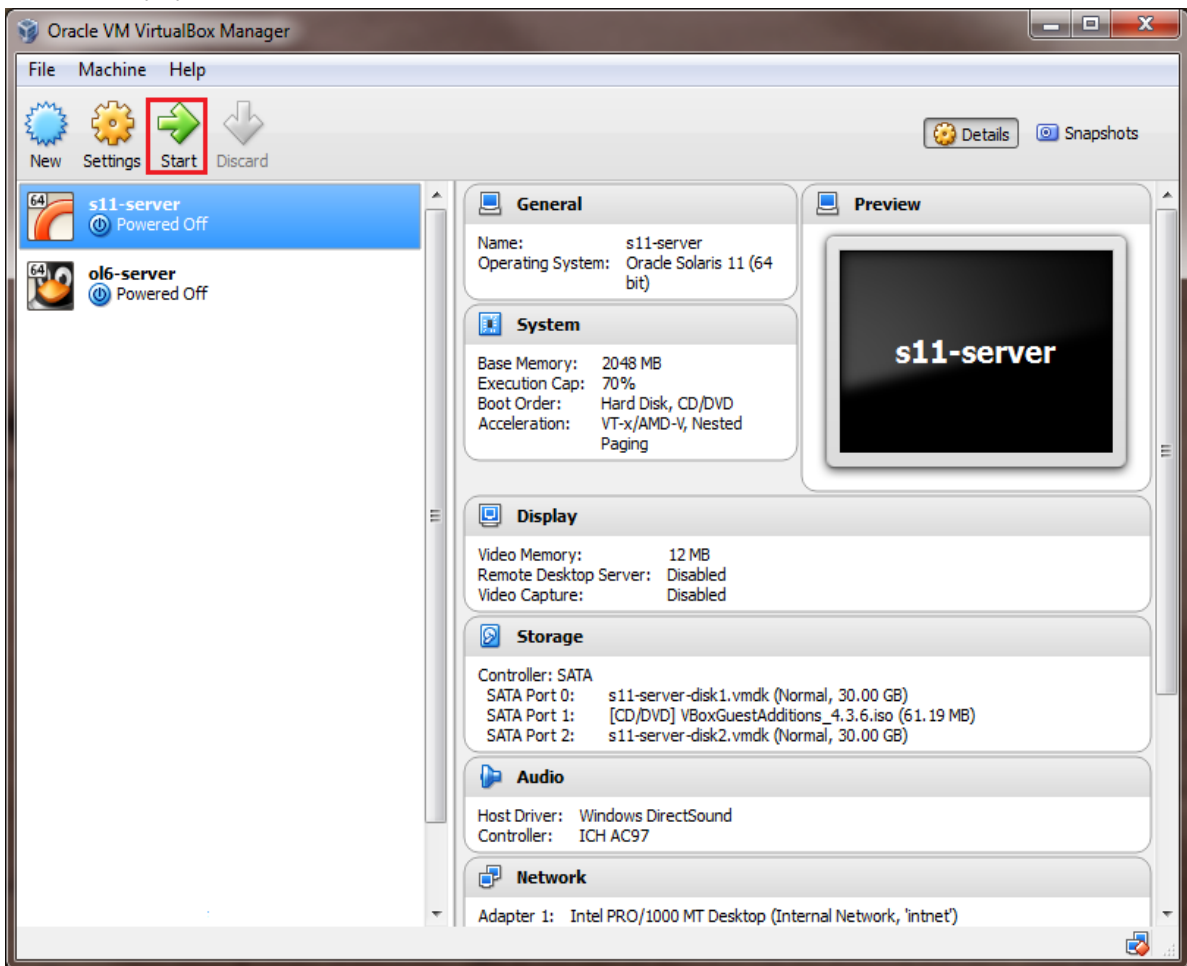 Oracle VM VirtualBox Manager
File Machine Help
New Settings Start Discard
Details Snapshots
64 s11-server
Powered Off
64 ol6-server
Powered Off
General
Name: s11-server
Operating System: Oracle Solaris 11 (64
bit)
Preview
s11-server
System
Base Memory: 2048 MB
Execution Cap: 70%
Boot Order: Hard Disk, CD/DVD
Acceleration: VT-x/AMD-V, Nested
Paging
Display
Video Memory: 12 MB
Remote Desktop Server: Disabled
Video Capture: Disabled
Storage
Controller: SATA
SATA Port 0: s11-server-disk1.vmdk (Normal, 30.00 GB)
SATA Port 1: [CD/DVD] VBoxGuestAdditions_4.3.6.iso (61.19 MB)
SATA Port 2: s11-server-disk2.vmdk (Normal, 30.00 GB)
Audio
Host Driver: Windows DirectSound
Controller: ICH AC97
Network
Adapter 1: Intel PRO/1000 MT Desktop (Internal Network, 'intnet')